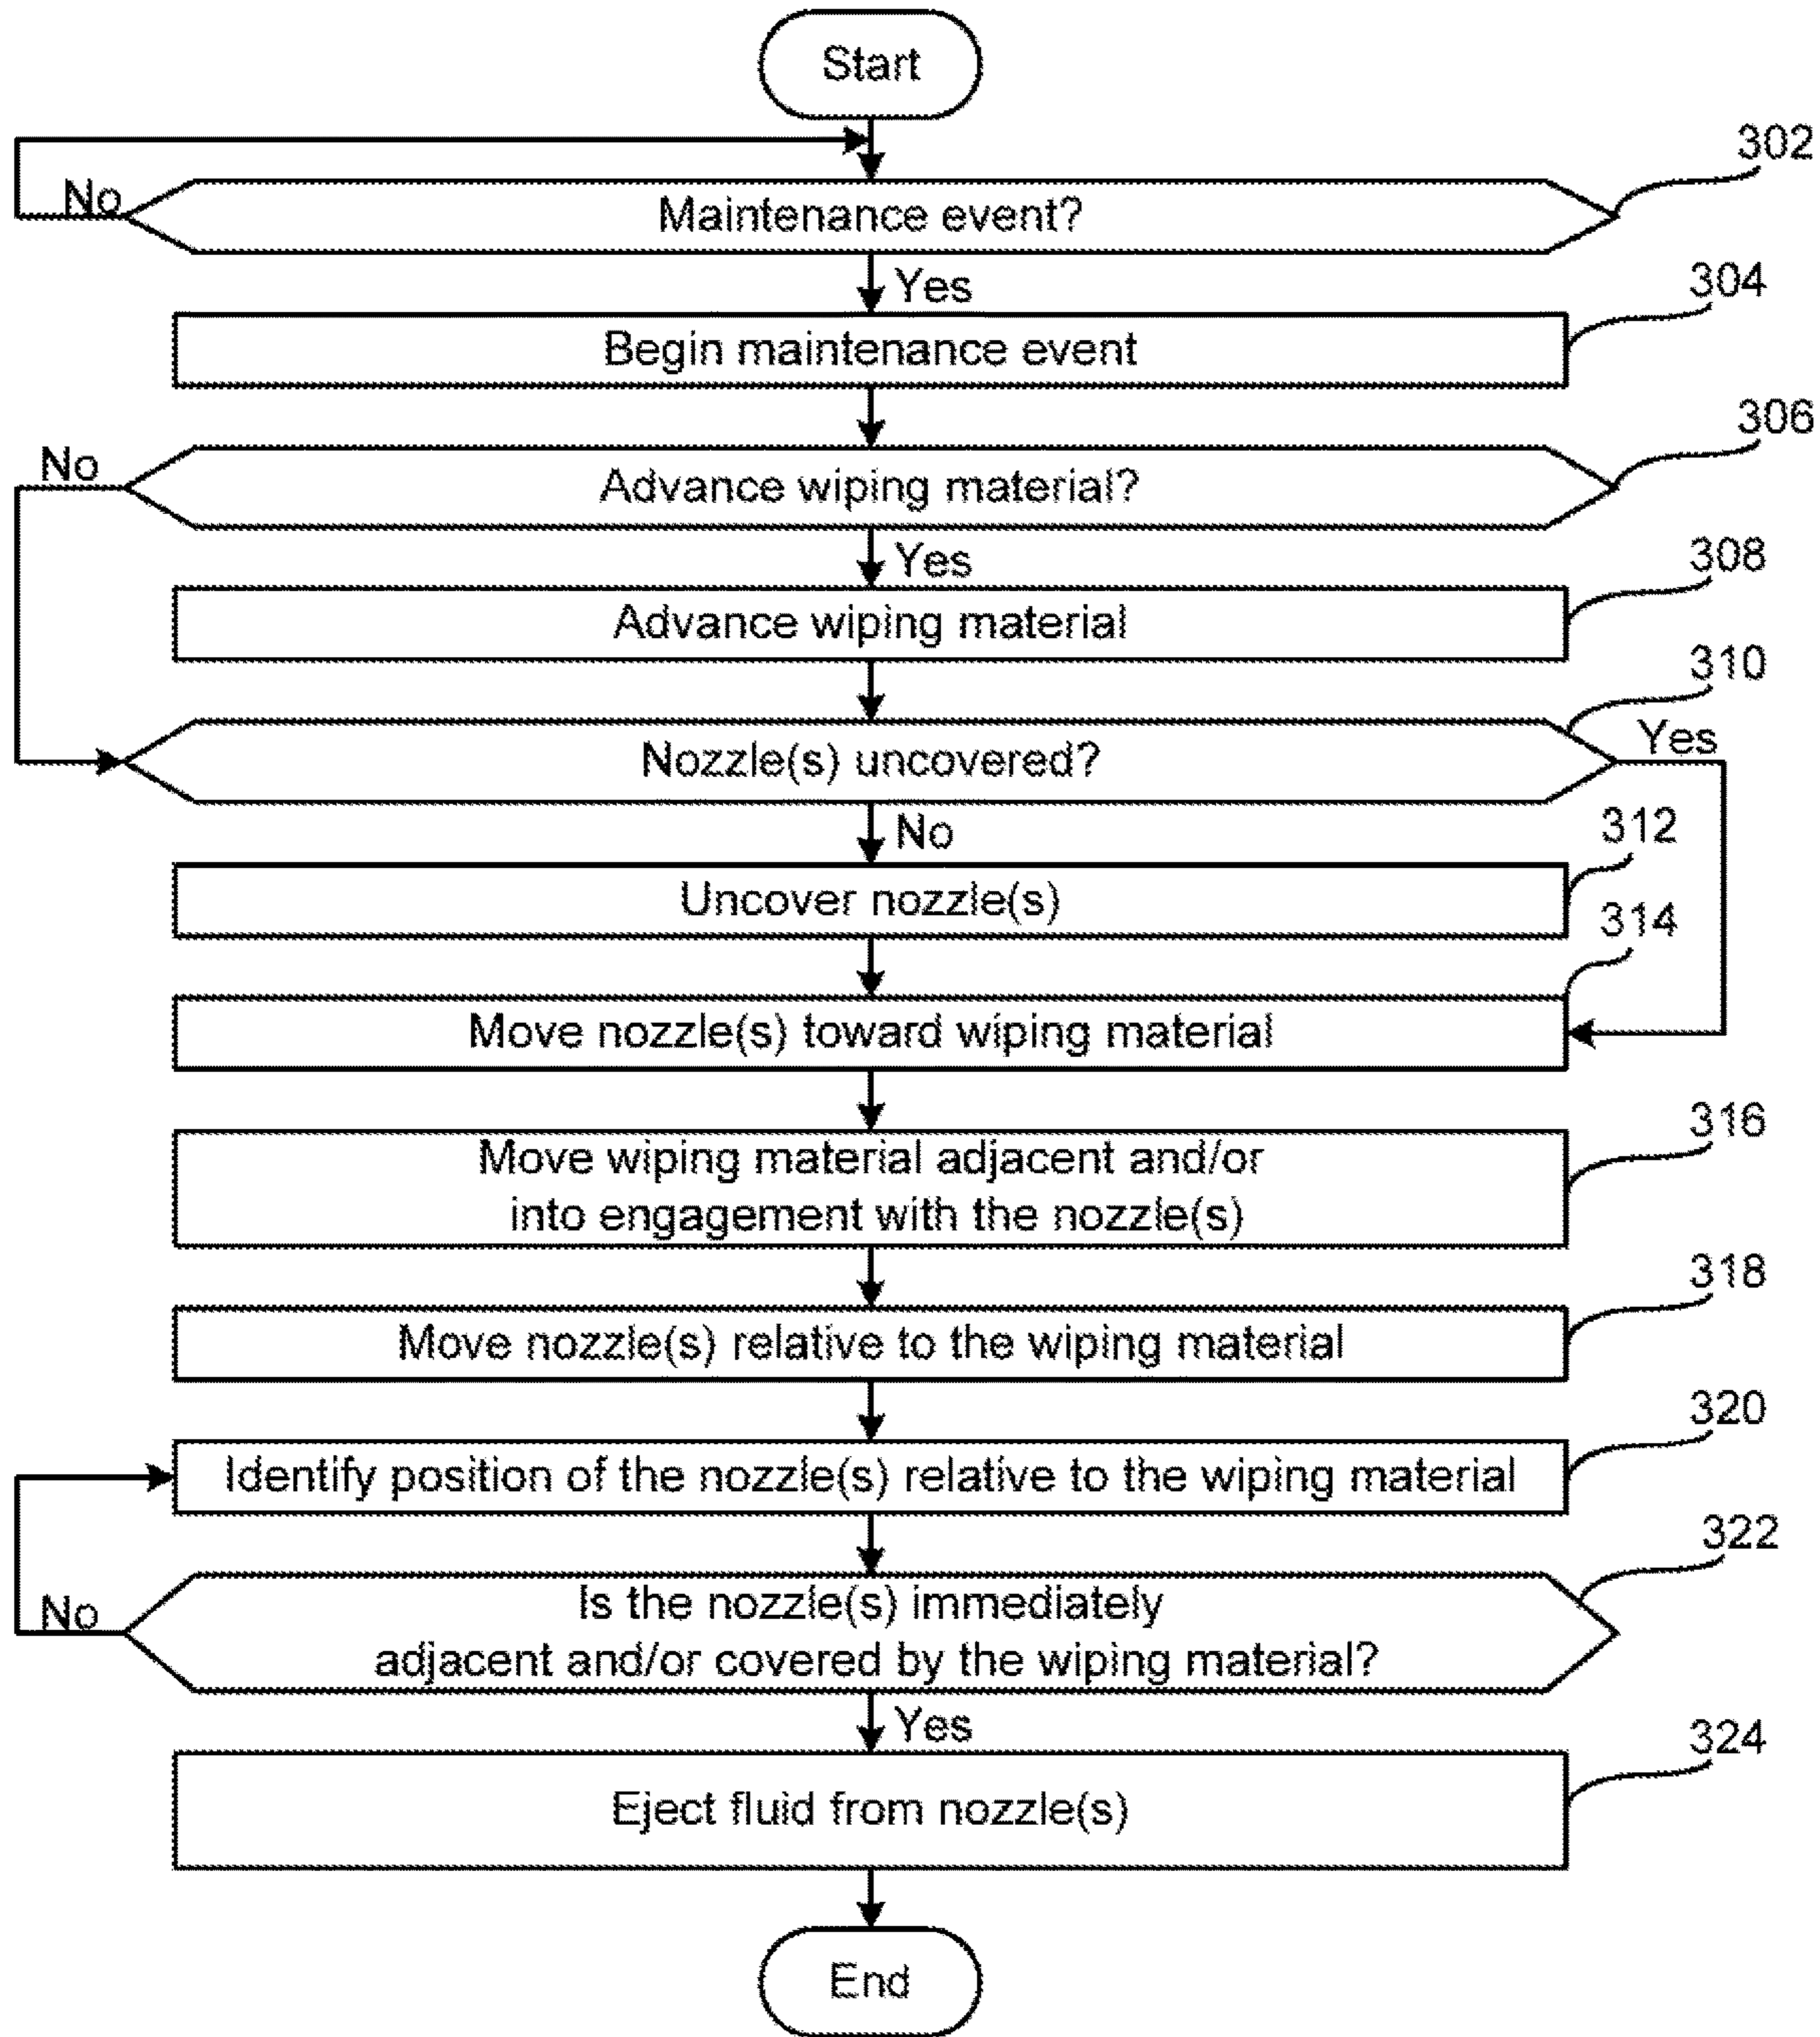 Start
302
No
Maintenance event?
Yes
304
Begin maintenance event
306
No
Advance wiping material?
Yes
308
Advance wiping material
310
Nozzle(s) uncovered?
Yes
No
312
Uncover nozzle(s)
314
Move nozzle(s) toward wiping material
316
Move wiping material adjacent and/or
into engagement with the nozzle(s)
318
Move nozzle(s) relative to the wiping material
320
Identify position of the nozzle(s) relative to the wiping material
322
No
Is the nozzle(s) immediately
adjacent and/or covered by the wiping material?
Yes
324
Eject fluid from nozzle(s)
End